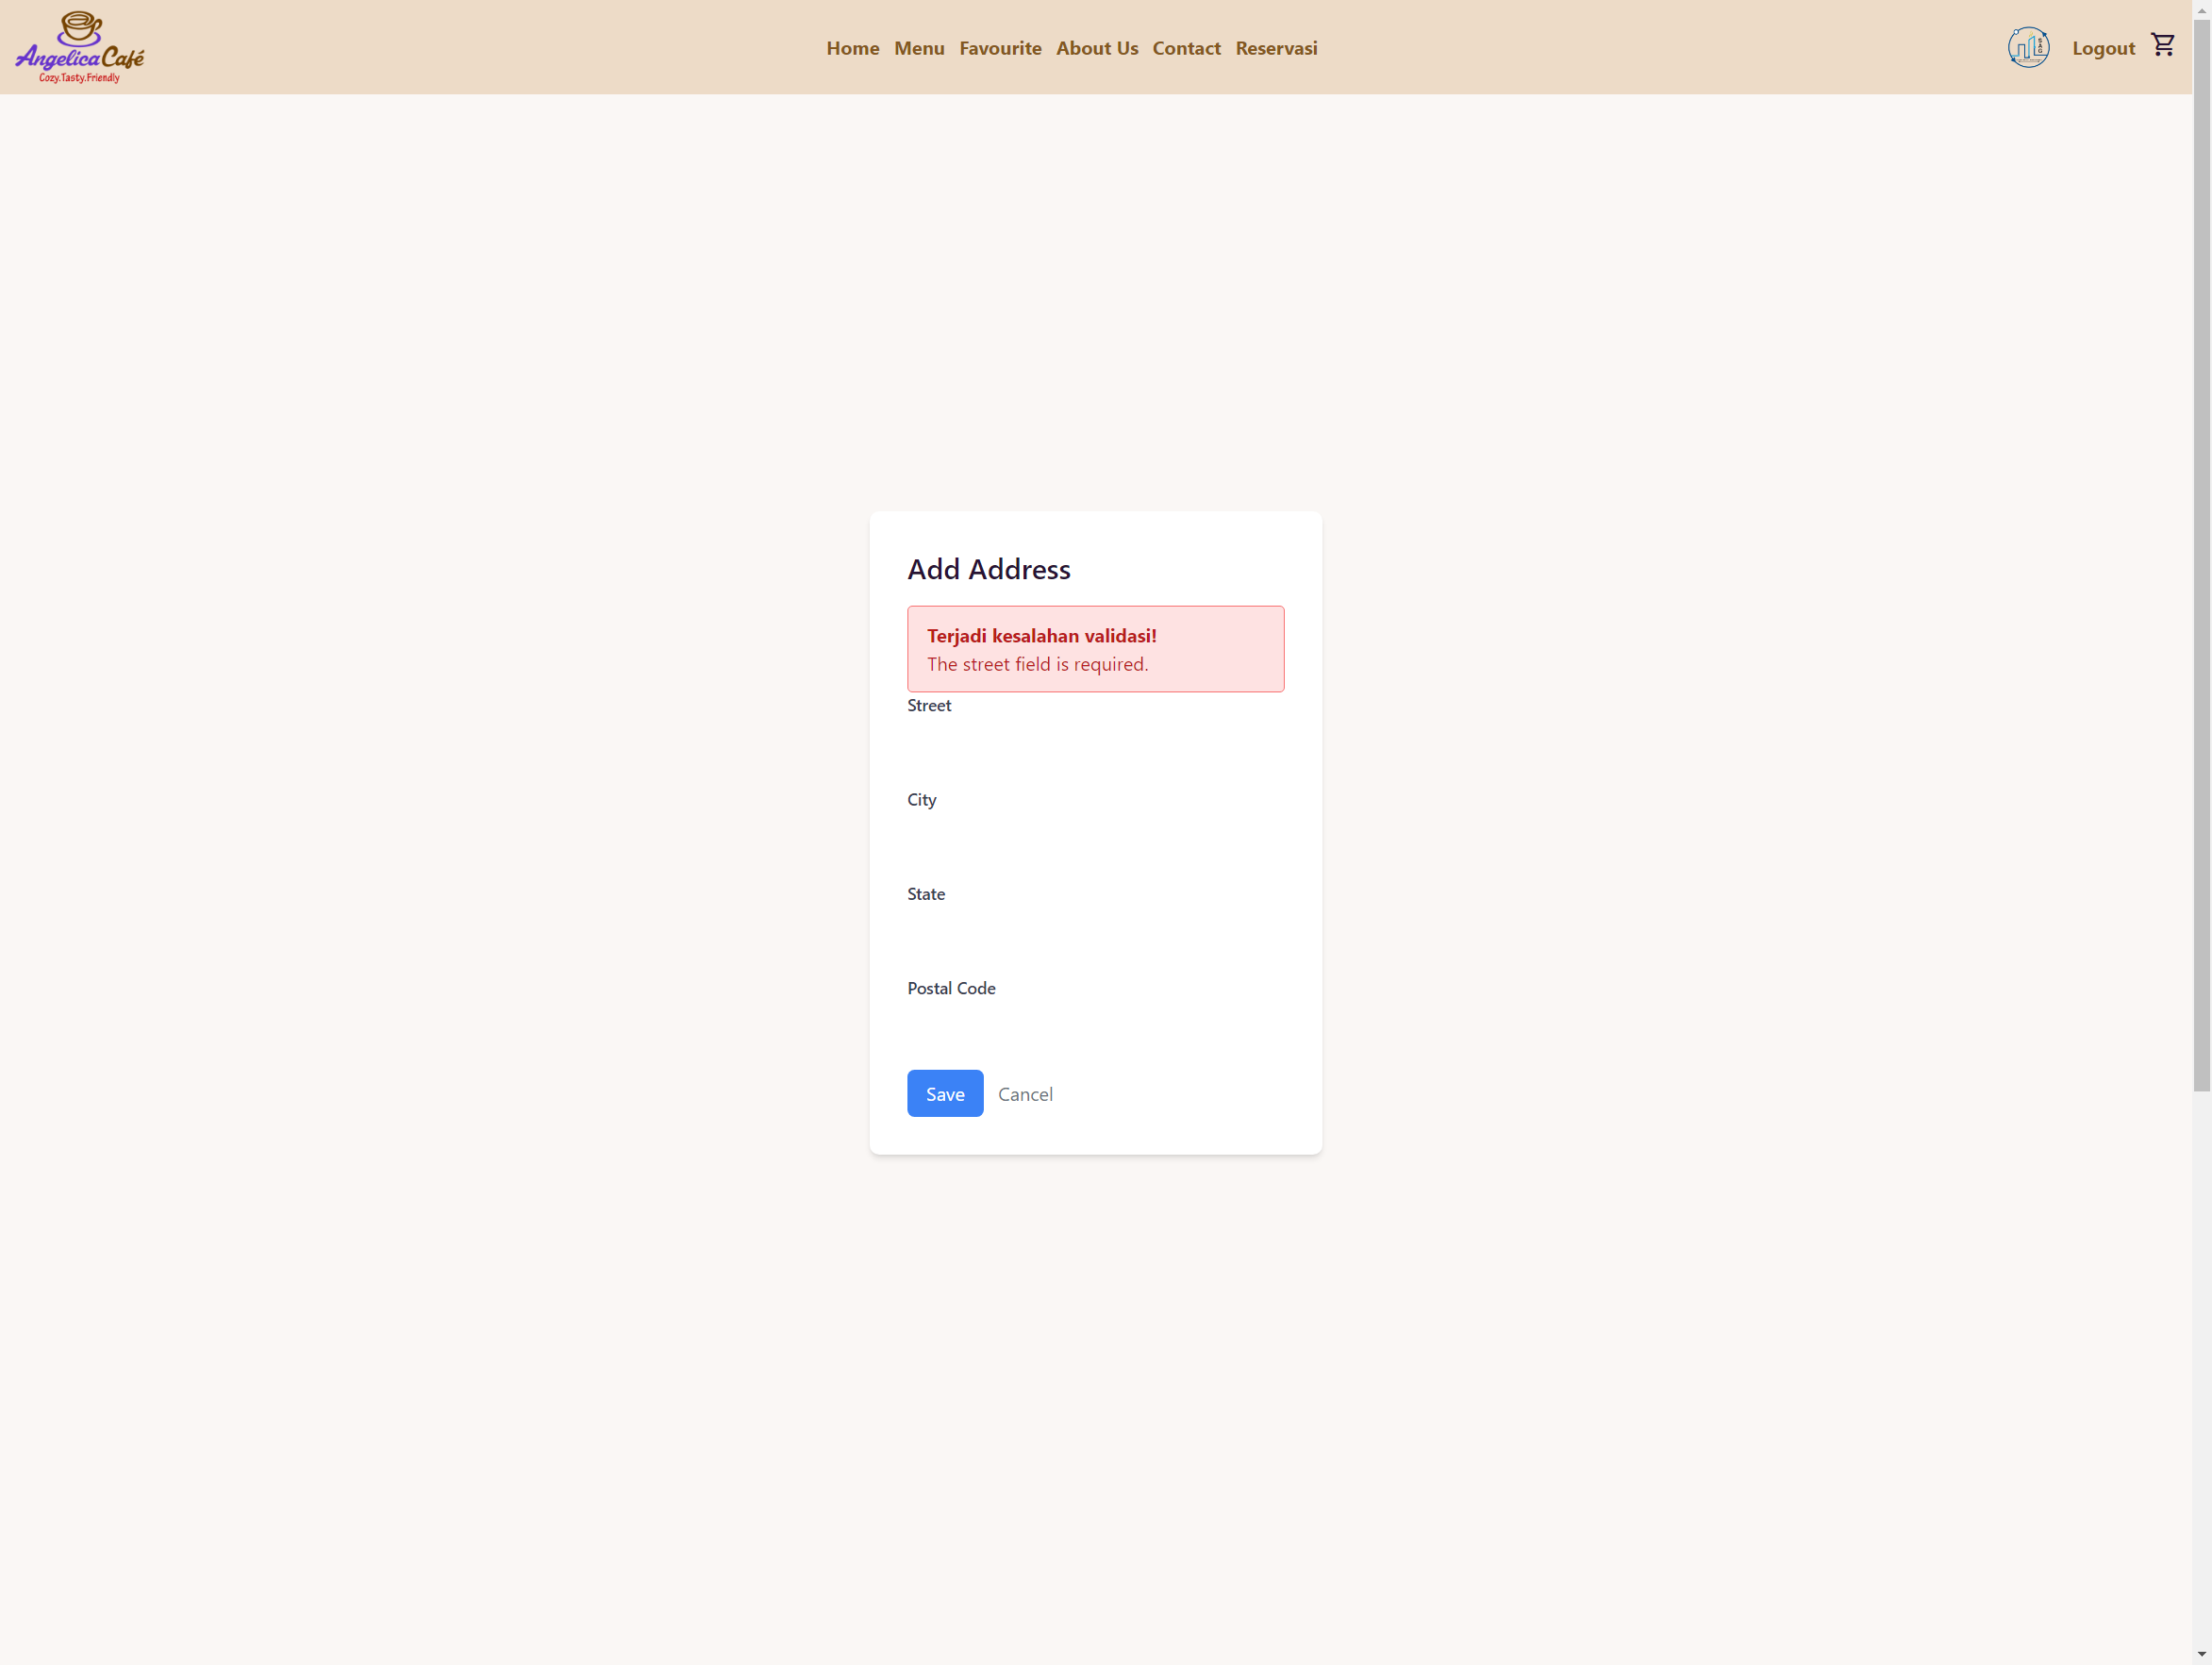 Angelica Café
Cozy.Tasty.Friendly
Home Menu Favourite About Us Contact Reservasi
SAG
Logout
Add Address
Terjadi kesalahan validasi!
The street field is required.
Street
City
State
Postal Code
Save Cancel